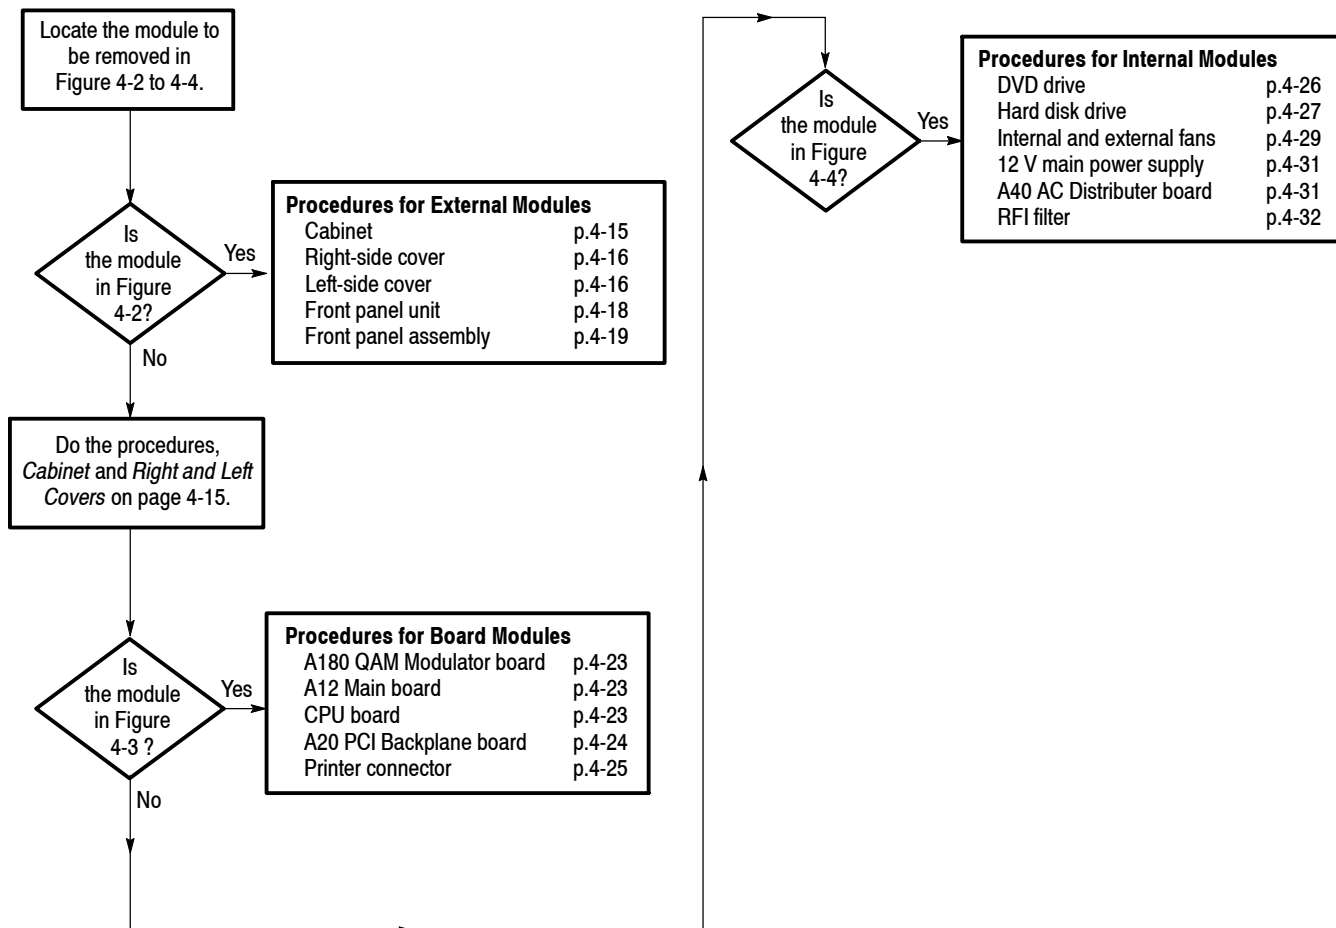 Locate the module to
be removed in
Figure 4-2 to 4-4.
Is
the module
in Figure
4-2?
Yes
Procedures for External Modules
Cabinet p.4-15
Right-side cover p.4-16
Left-side cover p.4-16
Front panel unit p.4-18
Front panel assembly p.4-19
No
Do the procedures,
Cabinet and Right and Left
Covers on page 4-15.
Is
the module
in Figure
4-3 ?
Yes
Procedures for Board Modules
A180 QAM Modulator board p.4-23
A12 Main board p.4-23
CPU board p.4-23
A20 PCI Backplane board p.4-24
Printer connector p.4-25
No
Is
the module
in Figure
4-4?
Yes
Procedures for Internal Modules
DVD drive p.4-26
Hard disk drive p.4-27
Internal and external fans p.4-29
12 V main power supply p.4-31
A40 AC Distributer board p.4-31
RFI filter p.4-32